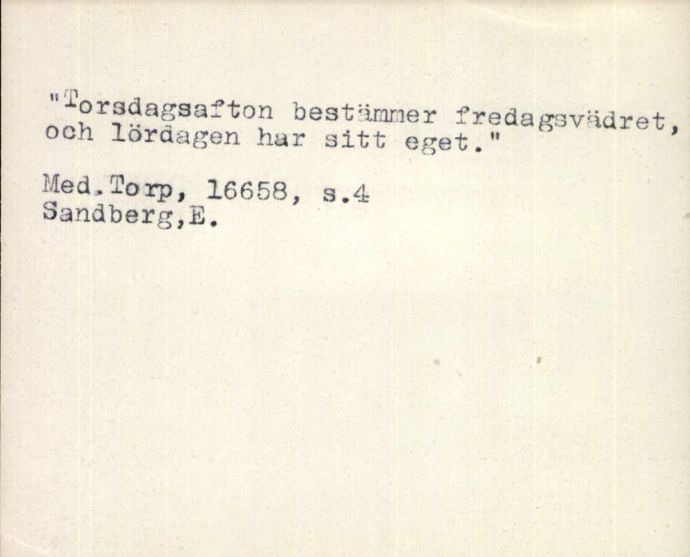 "Torsdagsafton bestämmer fredagsvädret,
och lördagen har sitt eget."
Med.Torp, 16658, s.4
Sandberg,E.